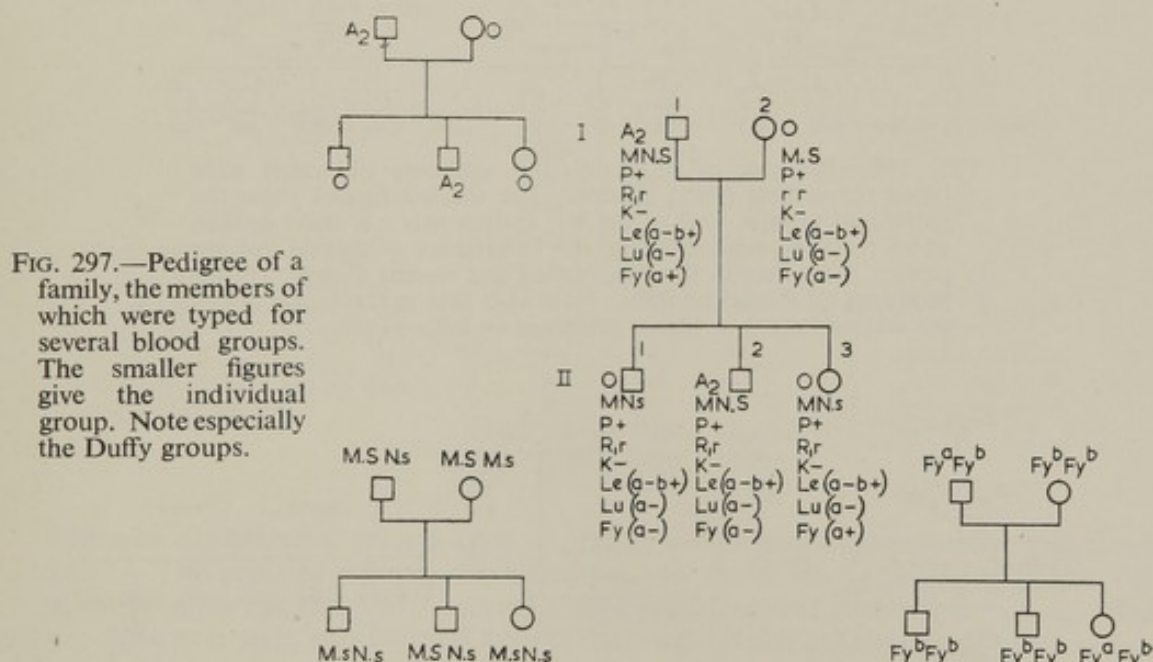 A2
O
O
A2
O
FIG. 297.—Pedigree of a
family, the members of
which were typed for
several blood groups.
The smaller figures
give the individual
group. Note especially
the Duffy groups.
I
1
2
A2
MN.S
P+
R1r
K-
Le(a-b+)
Lu(a-)
Fy(a+)
O
M.S
P+
r r
K-
Le(a-b+)
Lu(a-)
Fy(a-)
II
1
2
3
O
MNs
P+
R1r
K-
Le(a-b+)
Lu(a-)
Fy(a-)
A2
MN.S
P+
R1r
K-
Le(a-b+)
Lu(a-)
Fy(a-)
O
MN.s
P+
R1r
K-
Le(a-b+)
Lu(a-)
Fy(a+)
M.S N.s M.S M.s
M.sN.s M.S N.s M.sN.s
FyaFyb FybFyb
FybFyb FybFyb FyaFyb